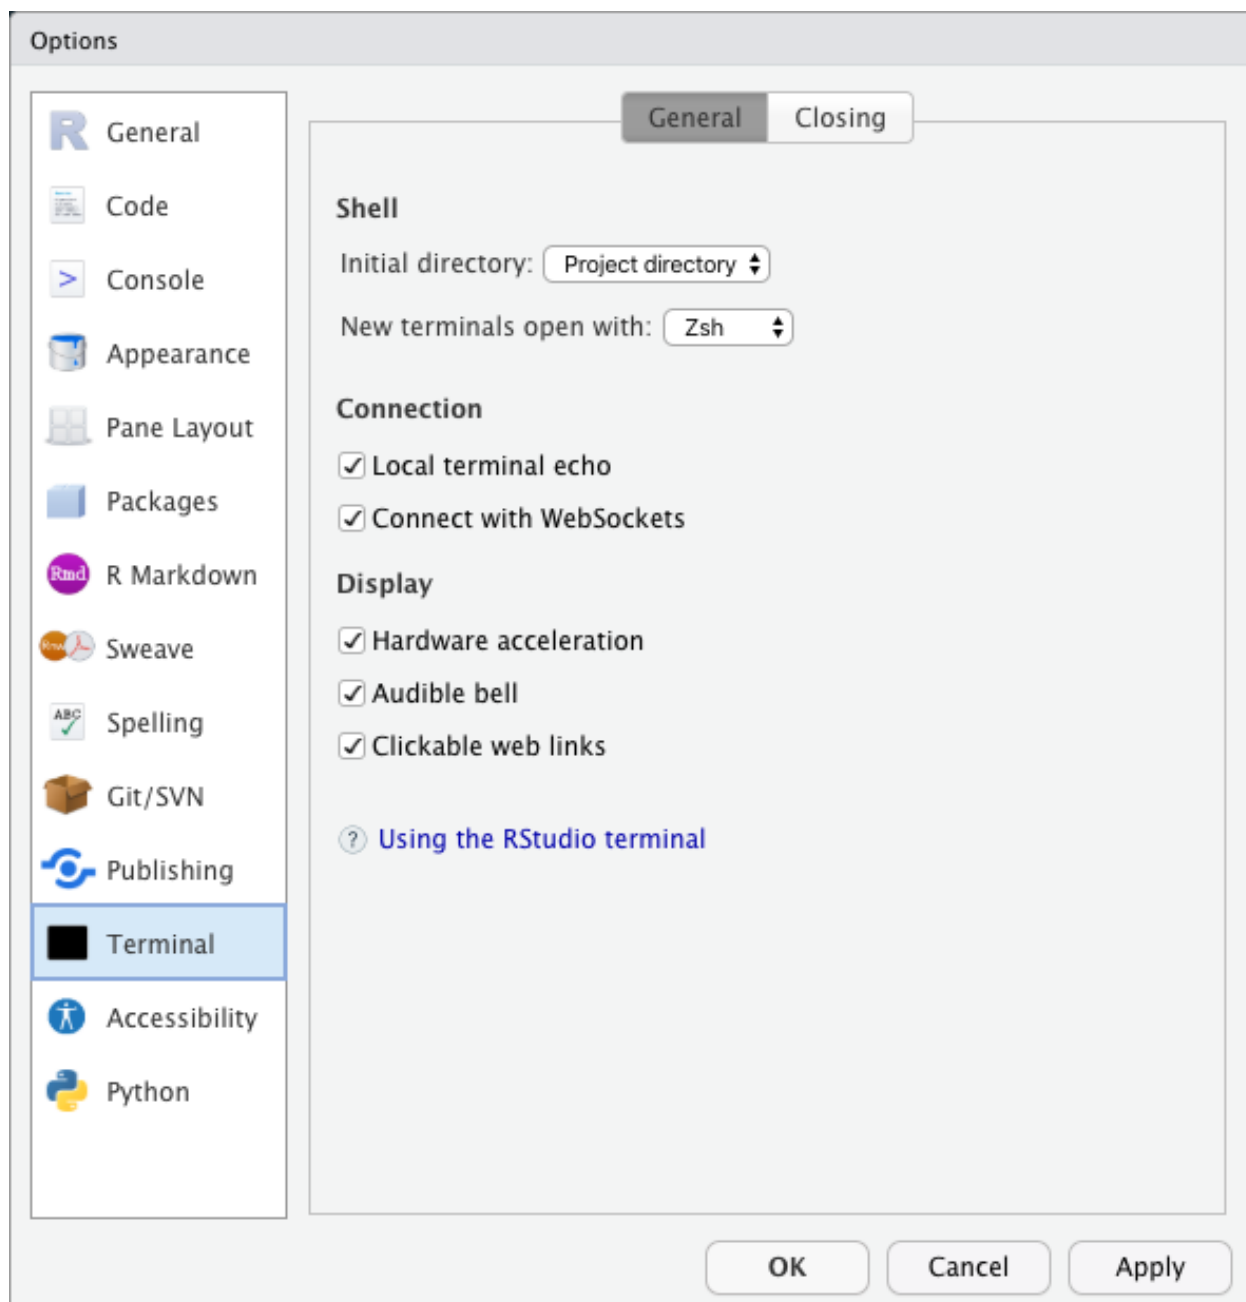 Options
General
Code
Console
Appearance
Pane Layout
Packages
Rmd R Markdown
Sweave
ABC Spelling
Git/SVN
Publishing
Terminal
Accessibility
Python
General Closing
Shell
Initial directory: Project directory
New terminals open with: Zsh
Connection
Local terminal echo
Connect with WebSockets
Display
Hardware acceleration
Audible bell
Clickable web links
? Using the RStudio terminal
OK Cancel Apply